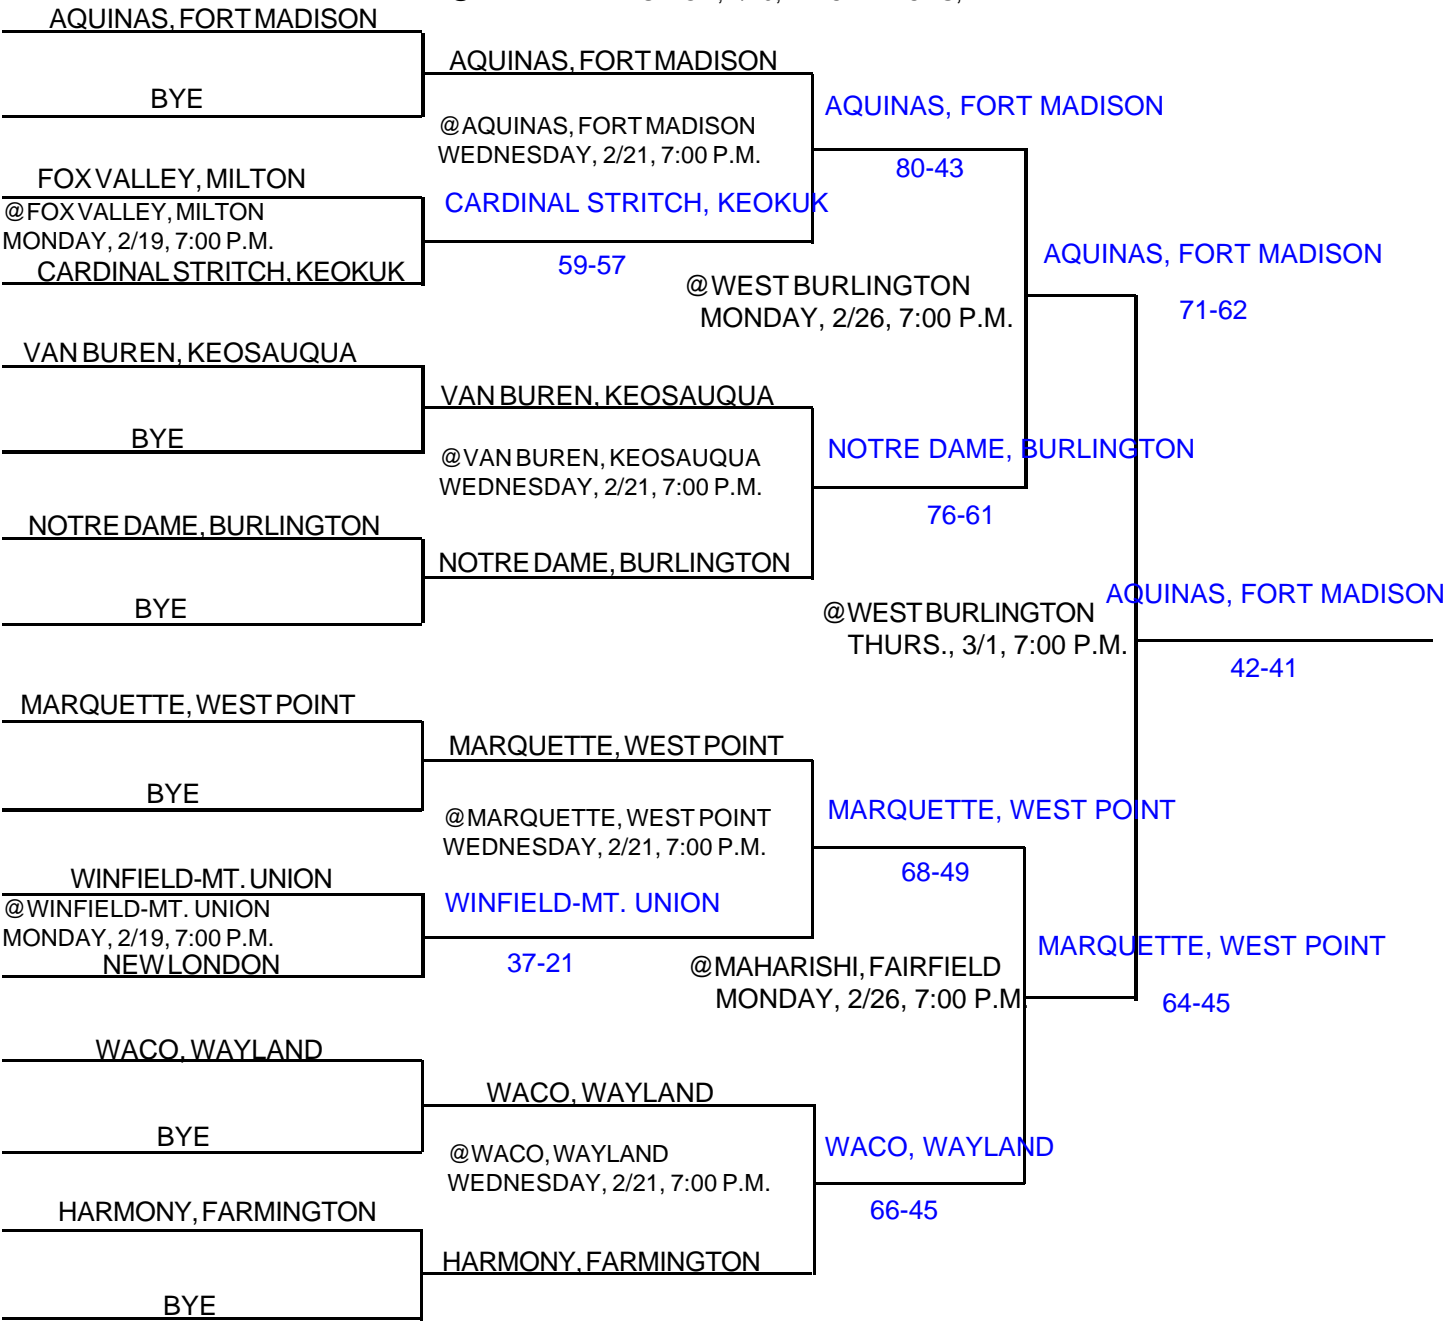 AQUINAS, FORT MADISON
BYE
AQUINAS, FORT MADISON
@AQUINAS, FORT MADISON
WEDNESDAY, 2/21, 7:00 P.M.
AQUINAS, FORT MADISON
80-43
FOX VALLEY, MILTON
@FOX VALLEY, MILTON
MONDAY, 2/19, 7:00 P.M.
CARDINAL STRITCH, KEOKUK
CARDINAL STRITCH, KEOKUK
59-57
@WEST BURLINGTON
MONDAY, 2/26, 7:00 P.M.
AQUINAS, FORT MADISON
71-62
VAN BUREN, KEOSAUQUA
BYE
VAN BUREN, KEOSAUQUA
@VAN BUREN, KEOSAUQUA
WEDNESDAY, 2/21, 7:00 P.M.
NOTRE DAME, BURLINGTON
76-61
NOTRE DAME, BURLINGTON
BYE
NOTRE DAME, BURLINGTON
@WEST BURLINGTON
THURS., 3/1, 7:00 P.M.
AQUINAS, FORT MADISON
42-41
MARQUETTE, WEST POINT
BYE
MARQUETTE, WEST POINT
@MARQUETTE, WEST POINT
WEDNESDAY, 2/21, 7:00 P.M.
MARQUETTE, WEST POINT
68-49
WINFIELD-MT. UNION
@WINFIELD-MT. UNION
MONDAY, 2/19, 7:00 P.M.
NEW LONDON
WINFIELD-MT. UNION
37-21
@MAHARISHI, FAIRFIELD
MONDAY, 2/26, 7:00 P.M.
MARQUETTE, WEST POINT
64-45
WACO, WAYLAND
BYE
WACO, WAYLAND
@WACO, WAYLAND
WEDNESDAY, 2/21, 7:00 P.M.
WACO, WAYLAND
66-45
HARMONY, FARMINGTON
BYE
HARMONY, FARMINGTON